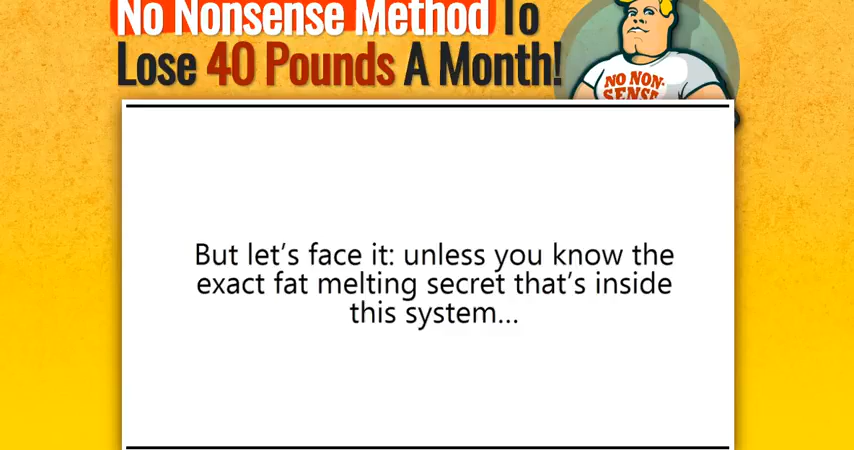 No Nonsense Method To
Lose 40 Pounds A Month!
NO NON-
SENSE
But let's face it: unless you know the
exact fat melting secret that's inside
this system...